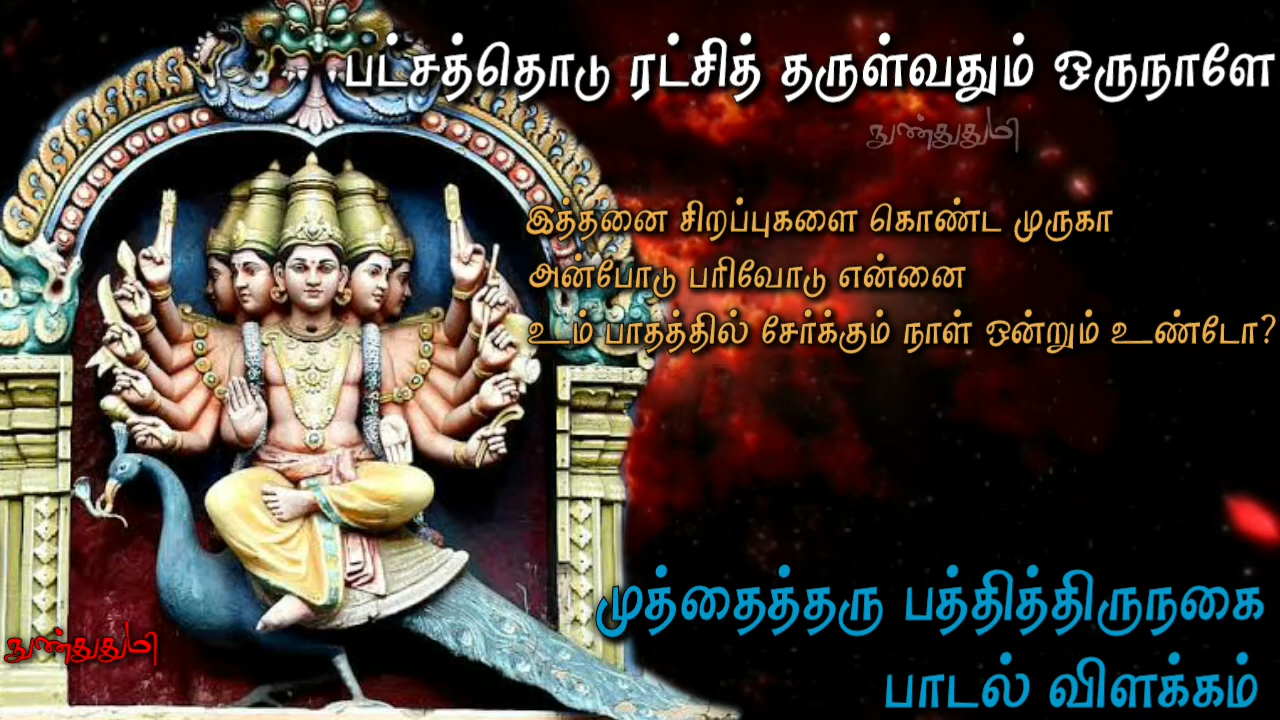 பட்சத்தொடு ரட்சித் தருள்வதும் ஒருநாளே
நுண்துதுமி
இத்தனை சிறப்புகளை கொண்ட முருகா
அன்போடு பரிவோடு என்னை
உம் பாதத்தில் சேர்க்கும் நாள் ஒன்றும் உண்டோ?
முத்தைத்தரு பத்தித்திருநகை
பாடல் விளக்கம்
நுண்துதுமி